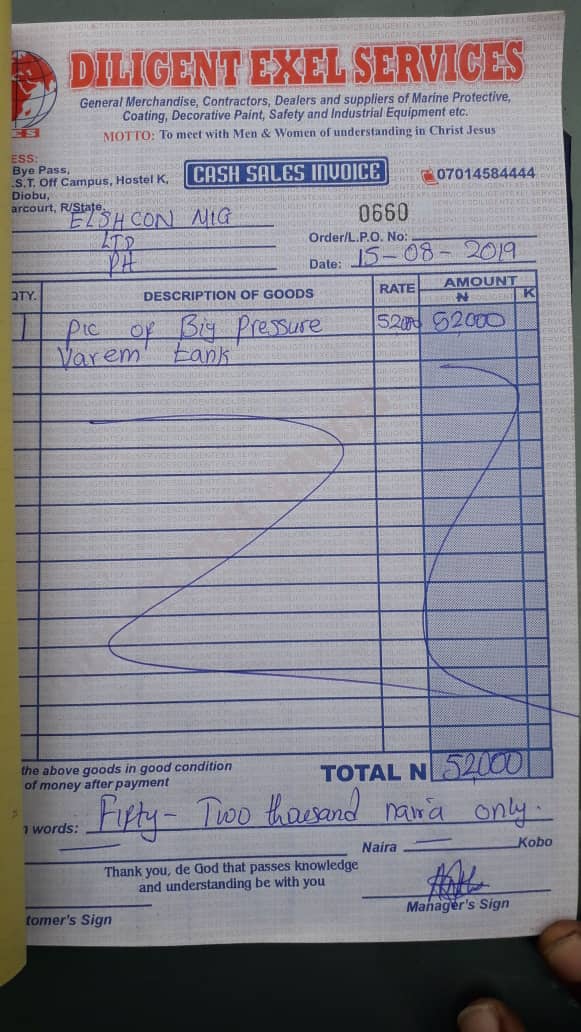 DILIGENT EXEL SERVICES
General Merchandise, Contractors, Dealers and suppliers of Marine Protective,
Coating, Decorative Paint, Safety and Industrial Equipment etc.
MOTTO: To meet with Men & Women of understanding in Christ Jesus
ESS:
Bye Pass,
.S.T. Off Campus, Hostel K,
Diobu,
arcourt, R/State.
CASH SALES INVOICE
07014584444
ELSHCON NIG
LTD
PH
0660
Order/L.P.O. No:
Date: 15-08-2019
QTY. DESCRIPTION OF GOODS RATE AMOUNT
N K
1 Pic of Big Pressure 52000 52000
Varem tank
the above goods in good condition
of money after payment
TOTAL N 52,000
words: Fifty-Two thousand naira only.
Naira Kobo
Thank you, de God that passes knowledge
and understanding be with you
tomer's Sign
Manager's Sign